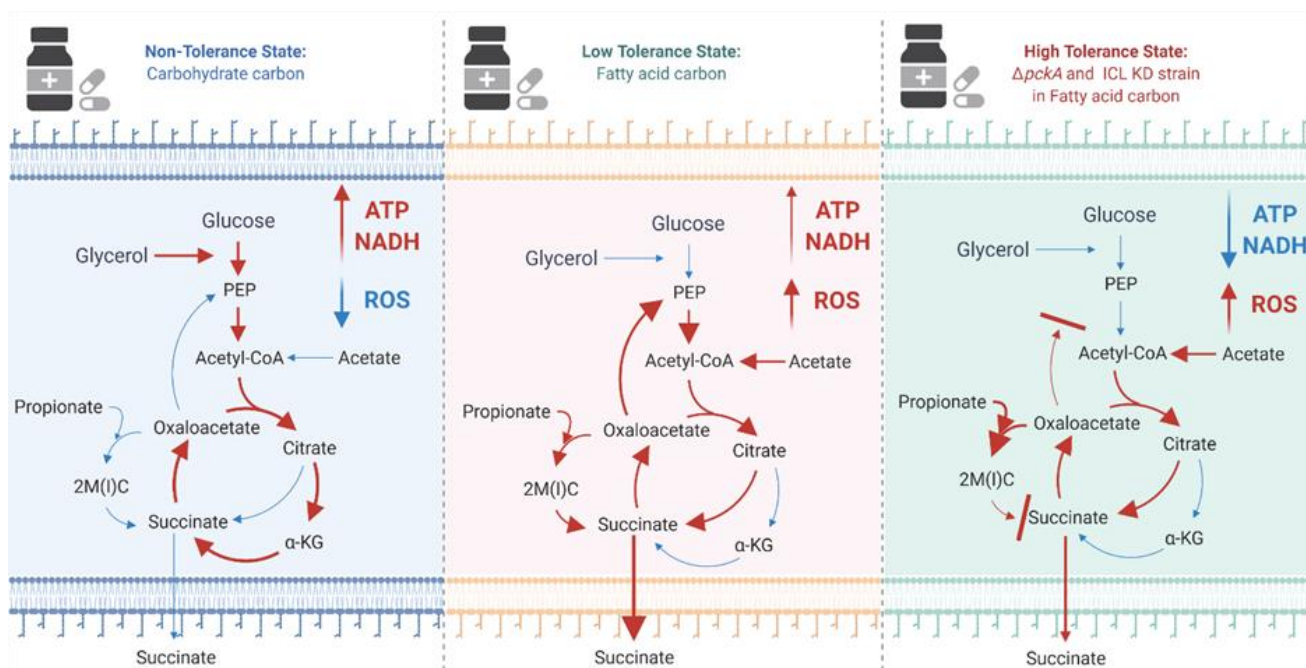 Non-Tolerance State:
Carbohydrate carbon
Glucose
Glycerol
ATP
NADH
PEP
ROS
Acetyl-CoA
Acetate
Propionate
Oxaloacetate
Citrate
2M(I)C
Succinate
α-KG
Succinate
Low Tolerance State:
Fatty acid carbon
Glucose
Glycerol
ATP
NADH
PEP
ROS
Acetyl-CoA
Acetate
Propionate
Oxaloacetate
Citrate
2M(I)C
Succinate
α-KG
Succinate
High Tolerance State:
ΔpckA and ICL KD strain
in Fatty acid carbon
Glucose
Glycerol
ATP
NADH
PEP
ROS
Acetyl-CoA
Acetate
Propionate
Oxaloacetate
Citrate
2M(I)C
Succinate
α-KG
Succinate